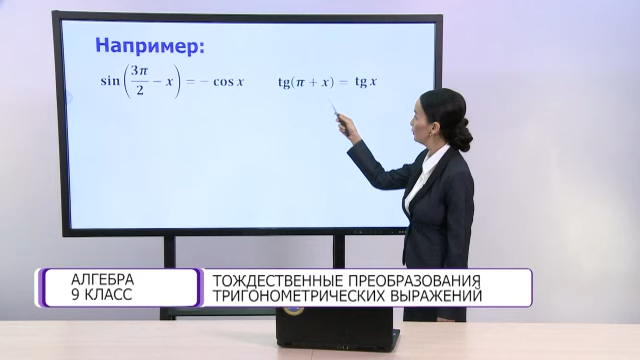 Например:
sin(3π/2 − x) = − cos x    tg(π + x) = tg x
АЛГЕБРА
9 КЛАСС
ТОЖДЕСТВЕННЫЕ ПРЕОБРАЗОВАНИЯ
ТРИГОНОМЕТРИЧЕСКИХ ВЫРАЖЕНИЙ